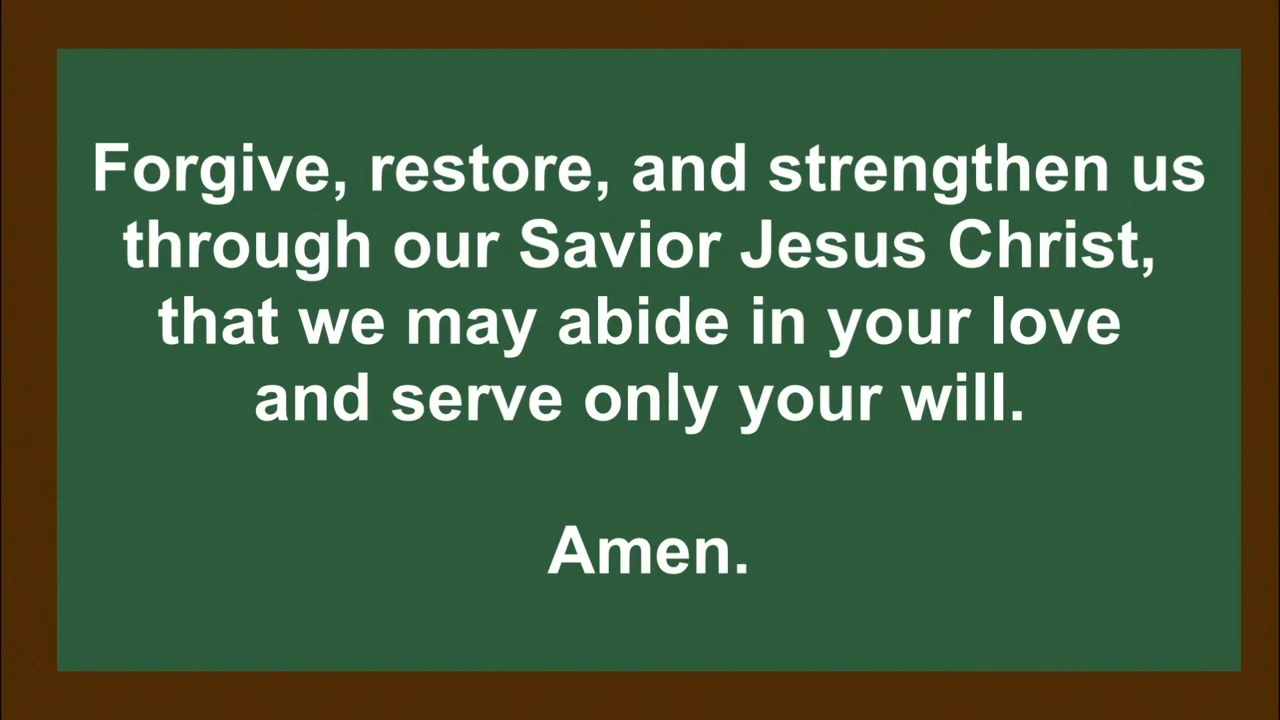 Forgive, restore, and strengthen us
through our Savior Jesus Christ,
that we may abide in your love
and serve only your will.
Amen.